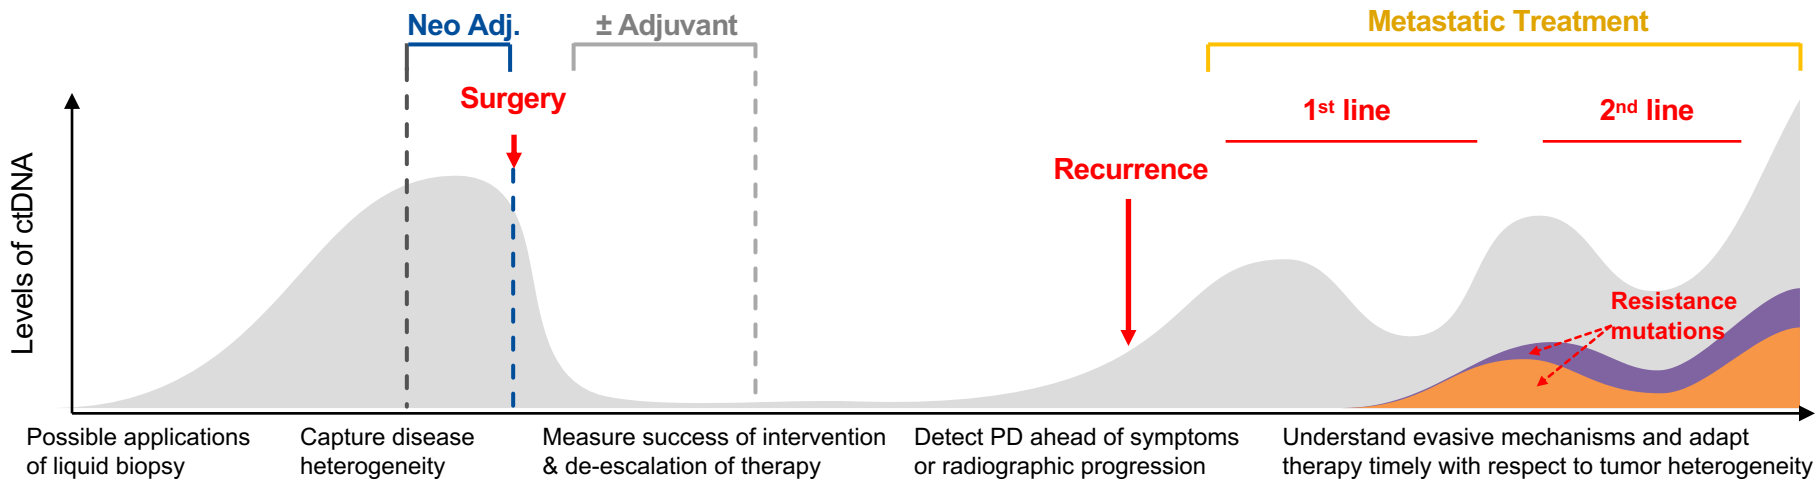 Neo Adj.
± Adjuvant
Metastatic Treatment
Surgery
1st line
2nd line
Recurrence
Levels of ctDNA
Resistance
mutations
Possible applications
of liquid biopsy
Capture disease
heterogeneity
Measure success of intervention
& de-escalation of therapy
Detect PD ahead of symptoms
or radiographic progression
Understand evasive mechanisms and adapt
therapy timely with respect to tumor heterogeneity